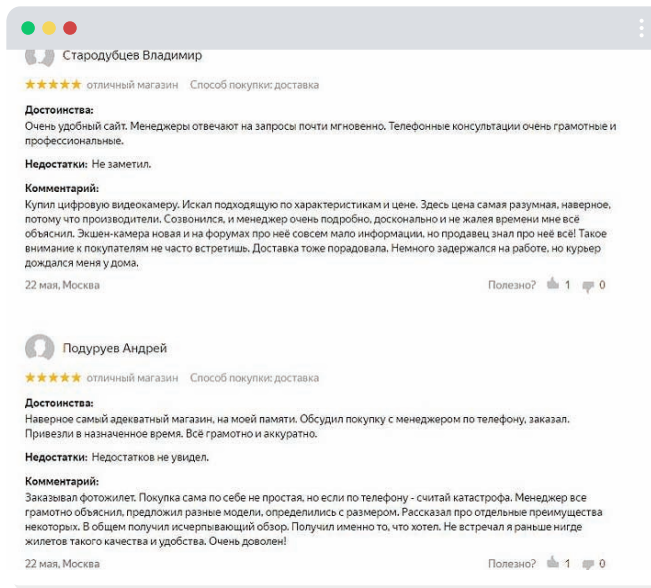 Стародубцев Владимир
отличный магазин Способ покупки: доставка
Достоинства:
Очень удобный сайт. Менеджеры отвечают на запросы почти мгновенно. Телефонные консультации очень грамотные и
профессиональные.
Недостатки: Не заметил.
Комментарий:
Купил цифровую видеокамеру. Искал подходящую по характеристикам и цене. Здесь цена самая разумная, наверное,
потому что производители. Созвонился, и менеджер очень подробно, досконально и не жалея времени мне всё
объяснил. Экшен-камера новая и на форумах про неё совсем мало информации, но продавец знал про неё всё! Такое
внимание к покупателям не часто встретишь. Доставка тоже порадовала. Немного задержался на работе, но курьер
дождался меня у дома.
22 мая, Москва Полезно? 1 0
Подуруев Андрей
отличный магазин Способ покупки: доставка
Достоинства:
Наверное самый адекватный магазин, на моей памяти. Обсудил покупку с менеджером по телефону, заказал.
Привезли в назначенное время. Всё грамотно и аккуратно.
Недостатки: Недостатков не увидел.
Комментарий:
Заказывал фотожилет. Покупка сама по себе не простая, но если по телефону - считай катастрофа. Менеджер все
грамотно объяснил, предложил разные модели, определились с размером. Рассказал про отдельные преимущества
некоторых. В общем получил исчерпывающий обзор. Получил именно то, что хотел. Не встречал я раньше нигде
жилетов такого качества и удобства. Очень доволен!
22 мая, Москва Полезно? 1 0